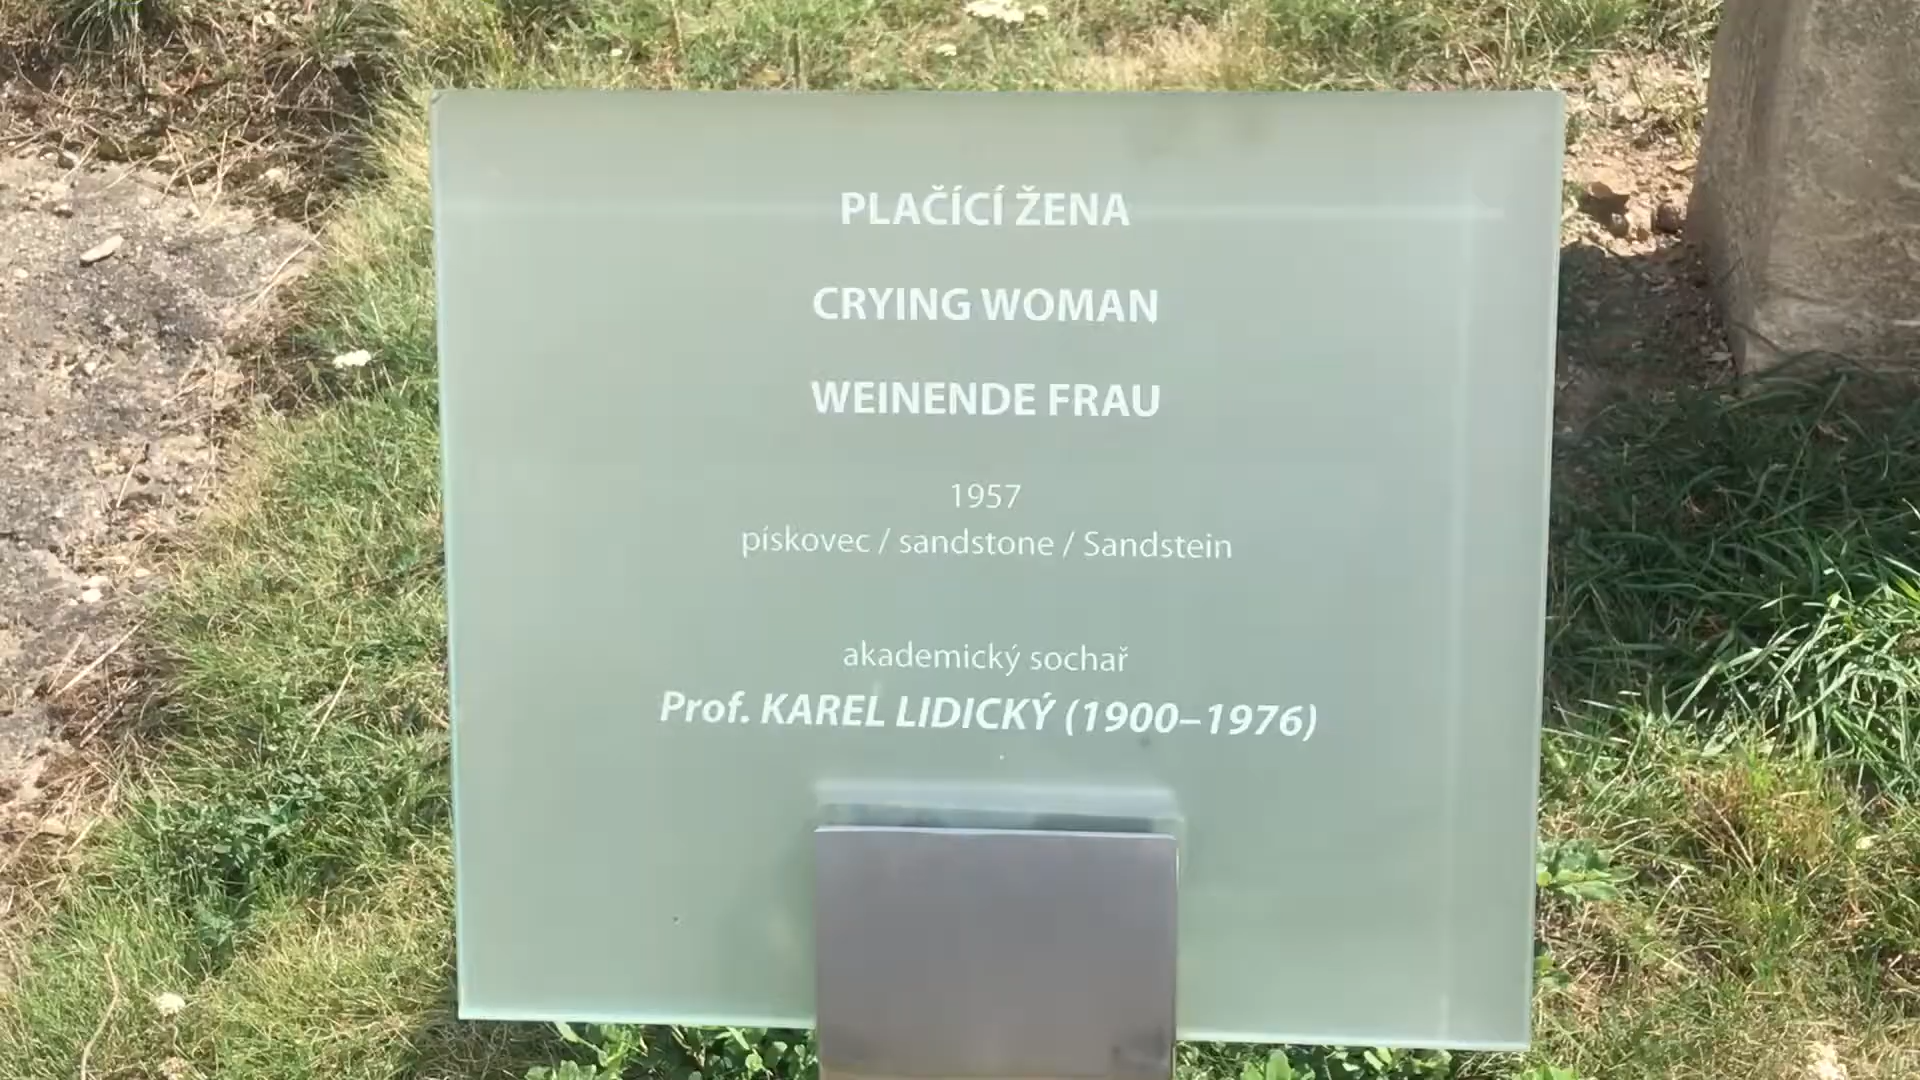 PLAČÍCÍ ŽENA
CRYING WOMAN
WEINENDE FRAU
1957
pískovec / sandstone / Sandstein
akademický sochař
Prof. KAREL LIDICKÝ (1900–1976)